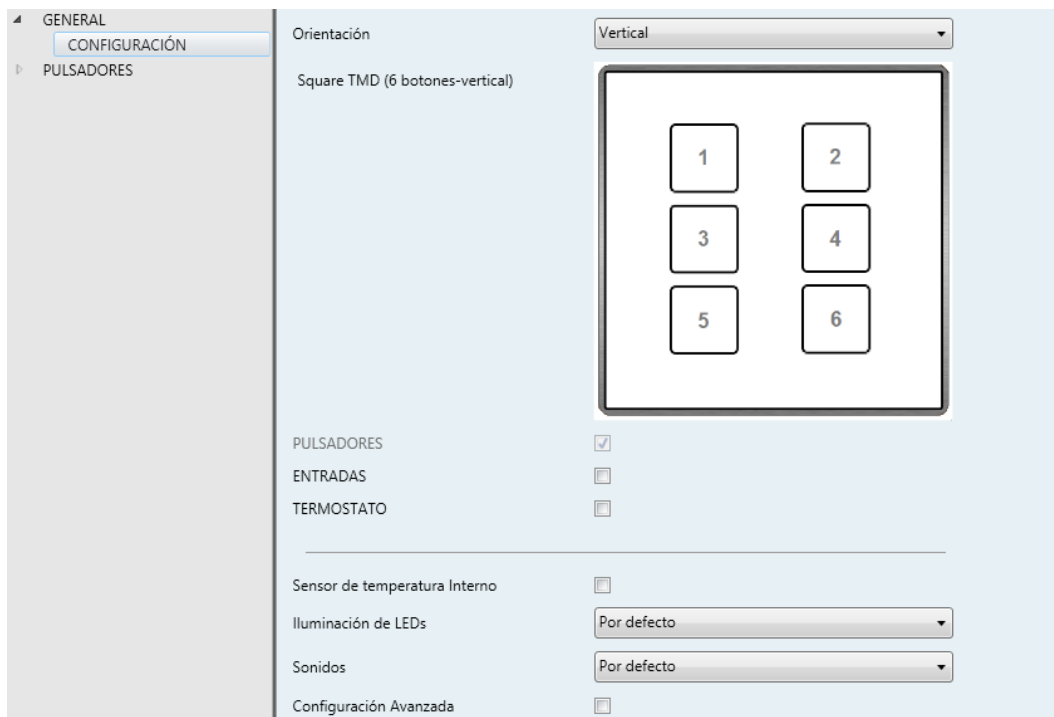 GENERAL
CONFIGURACIÓN
PULSADORES
Orientación
Vertical
Square TMD (6 botones-vertical)
1 2
3 4
5 6
PULSADORES
ENTRADAS
TERMOSTATO
Sensor de temperatura Interno
Iluminación de LEDs
Por defecto
Sonidos
Por defecto
Configuración Avanzada